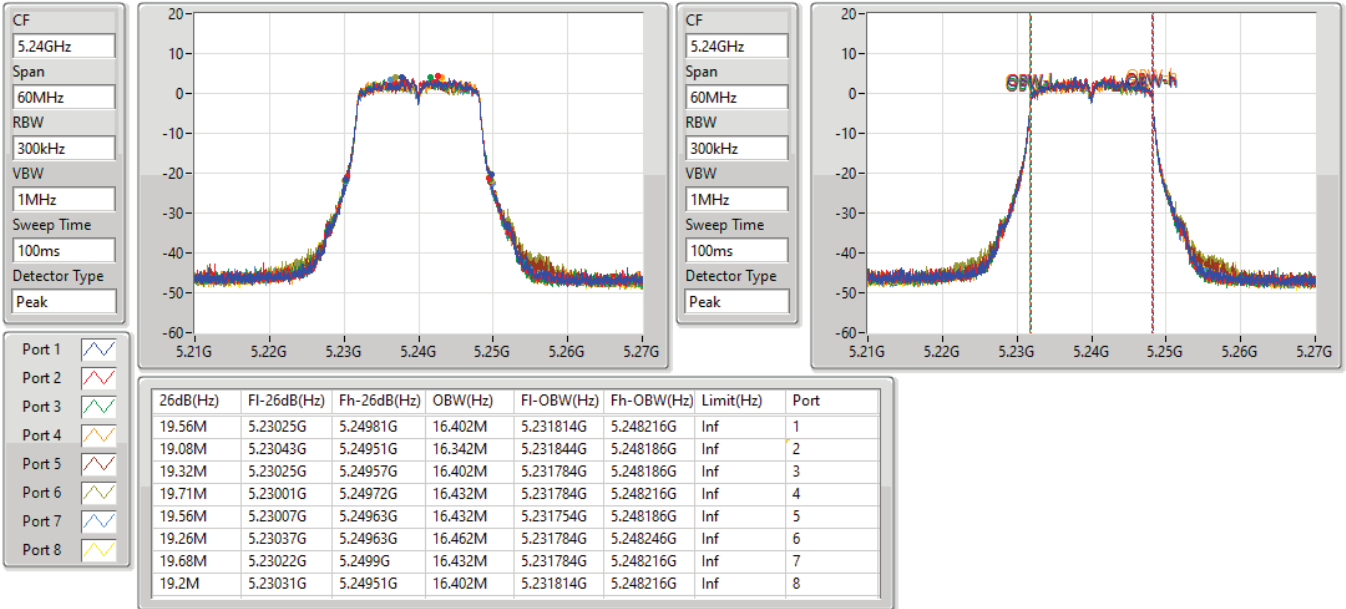 CF
5.24GHz
Span
60MHz
RBW
300kHz
VBW
1MHz
Sweep Time
100ms
Detector Type
Peak
20
10
0
-10
-20
-30
-40
-50
-60
5.21G 5.22G 5.23G 5.24G 5.25G 5.26G 5.27G
CF
5.24GHz
Span
60MHz
RBW
300kHz
VBW
1MHz
Sweep Time
100ms
Detector Type
Peak
20
10
0
-10
-20
-30
-40
-50
-60
OBW-l OBW-h
5.21G 5.22G 5.23G 5.24G 5.25G 5.26G 5.27G
Port 1
Port 2
Port 3
Port 4
Port 5
Port 6
Port 7
Port 8
26dB(Hz) Fl-26dB(Hz) Fh-26dB(Hz) OBW(Hz) Fl-OBW(Hz) Fh-OBW(Hz) Limit(Hz) Port
19.56M 5.23025G 5.24981G 16.402M 5.231814G 5.248216G Inf 1
19.08M 5.23043G 5.24951G 16.342M 5.231844G 5.248186G Inf 2
19.32M 5.23025G 5.24957G 16.402M 5.231784G 5.248186G Inf 3
19.71M 5.23001G 5.24972G 16.432M 5.231784G 5.248216G Inf 4
19.56M 5.23007G 5.24963G 16.432M 5.231754G 5.248186G Inf 5
19.26M 5.23037G 5.24963G 16.462M 5.231784G 5.248246G Inf 6
19.68M 5.23022G 5.2499G 16.432M 5.231784G 5.248216G Inf 7
19.2M 5.23031G 5.24951G 16.402M 5.231814G 5.248216G Inf 8